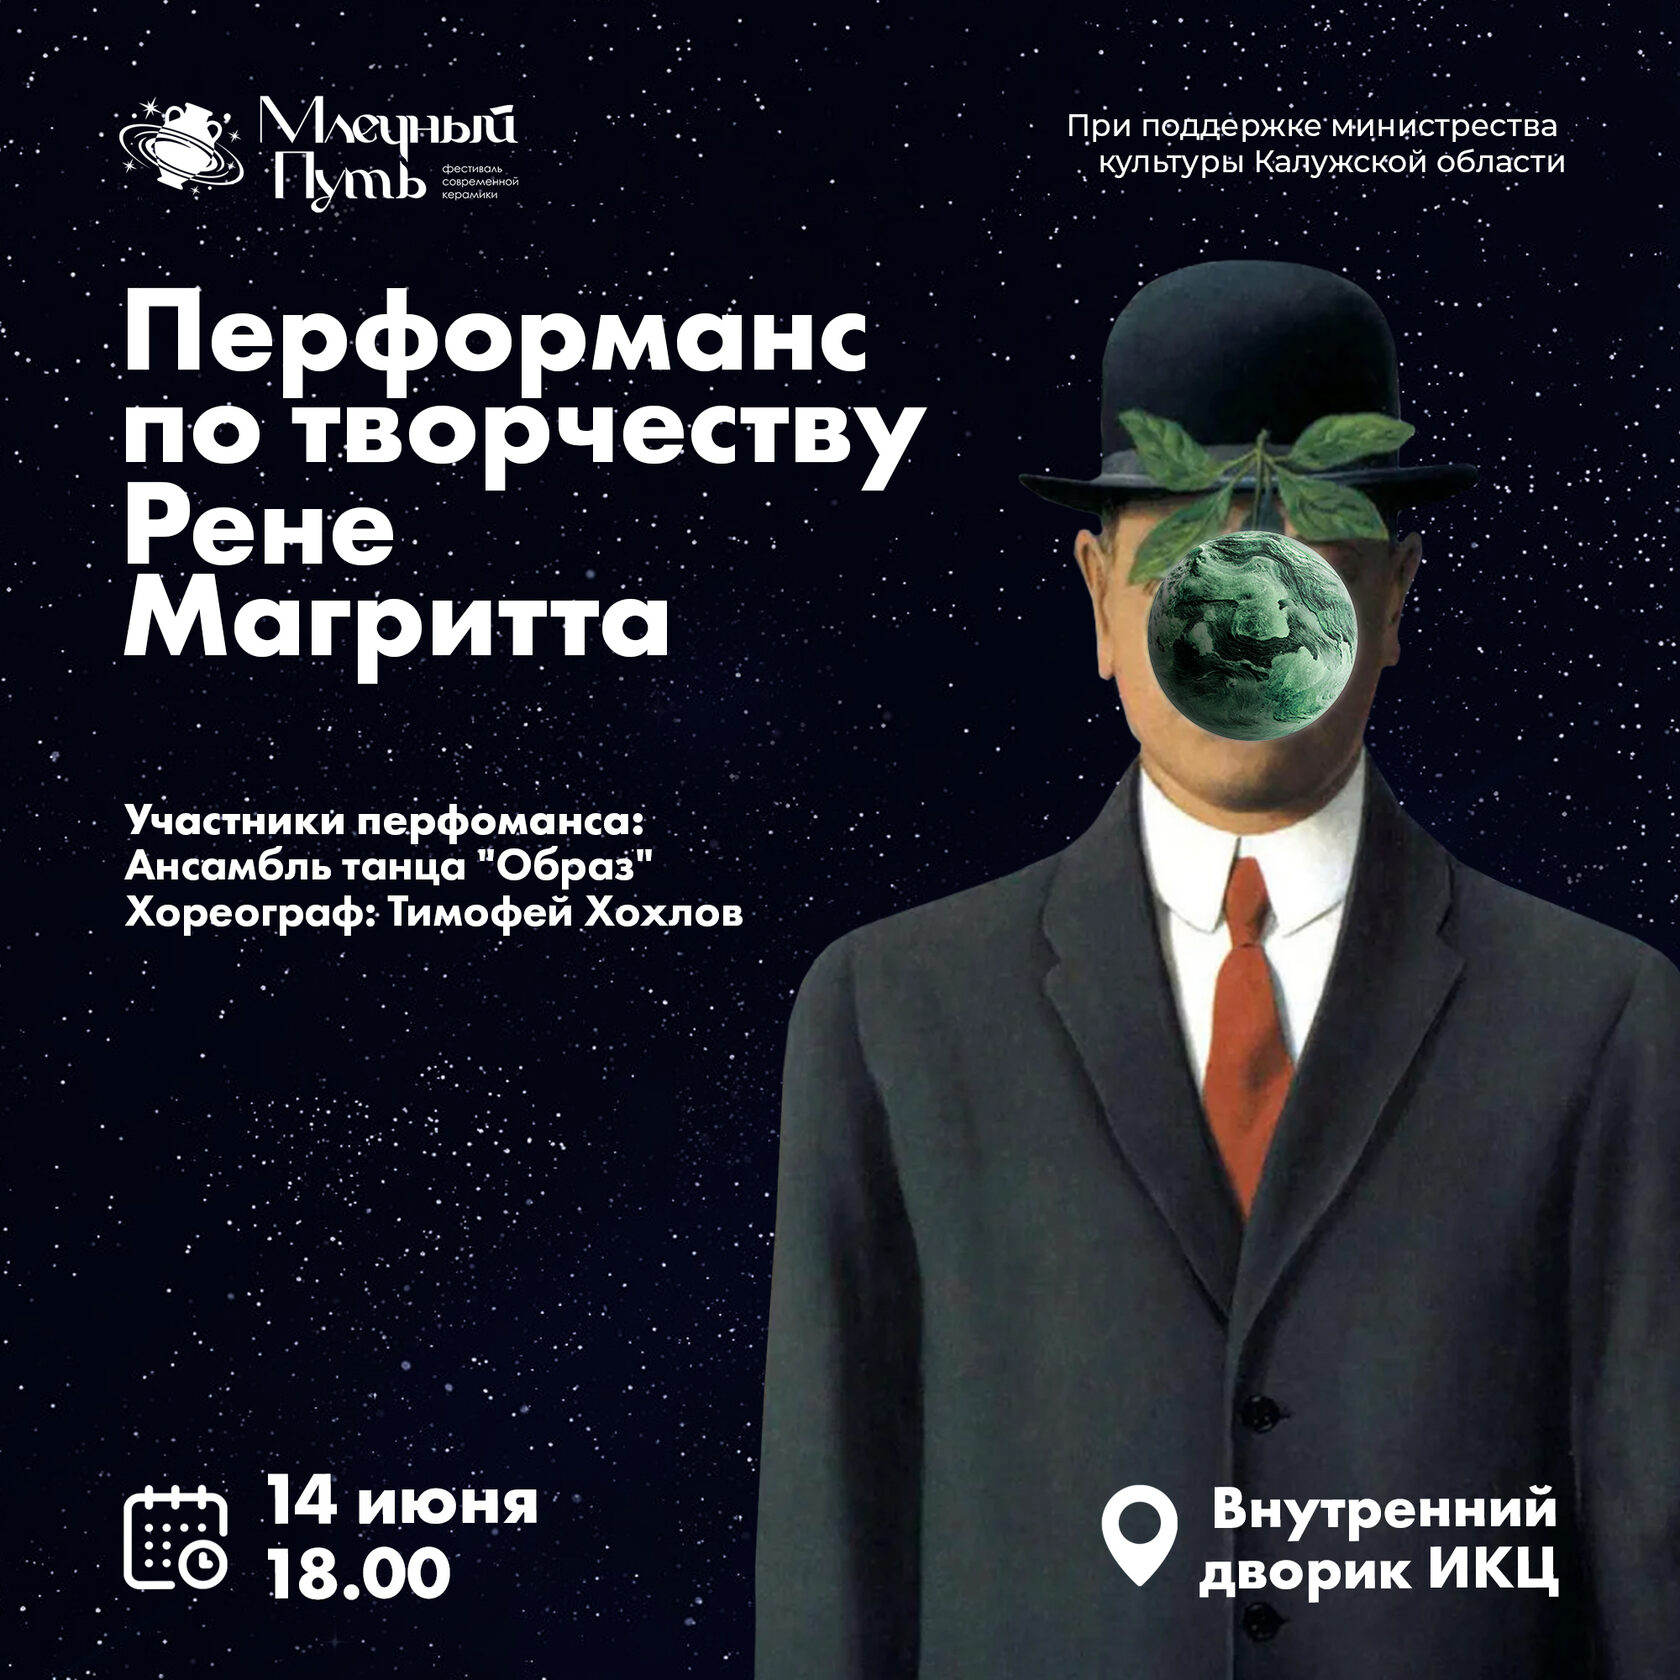 Млечный
Путь
фестиваль
современной
керамики
При поддержке министрества
культуры Калужской области
Перформанс
по творчеству
Рене
Магритта
Участники перфоманса:
Ансамбль танца "Образ"
Хореограф: Тимофей Хохлов
14 июня
18.00
Внутренний
дворик ИКЦ